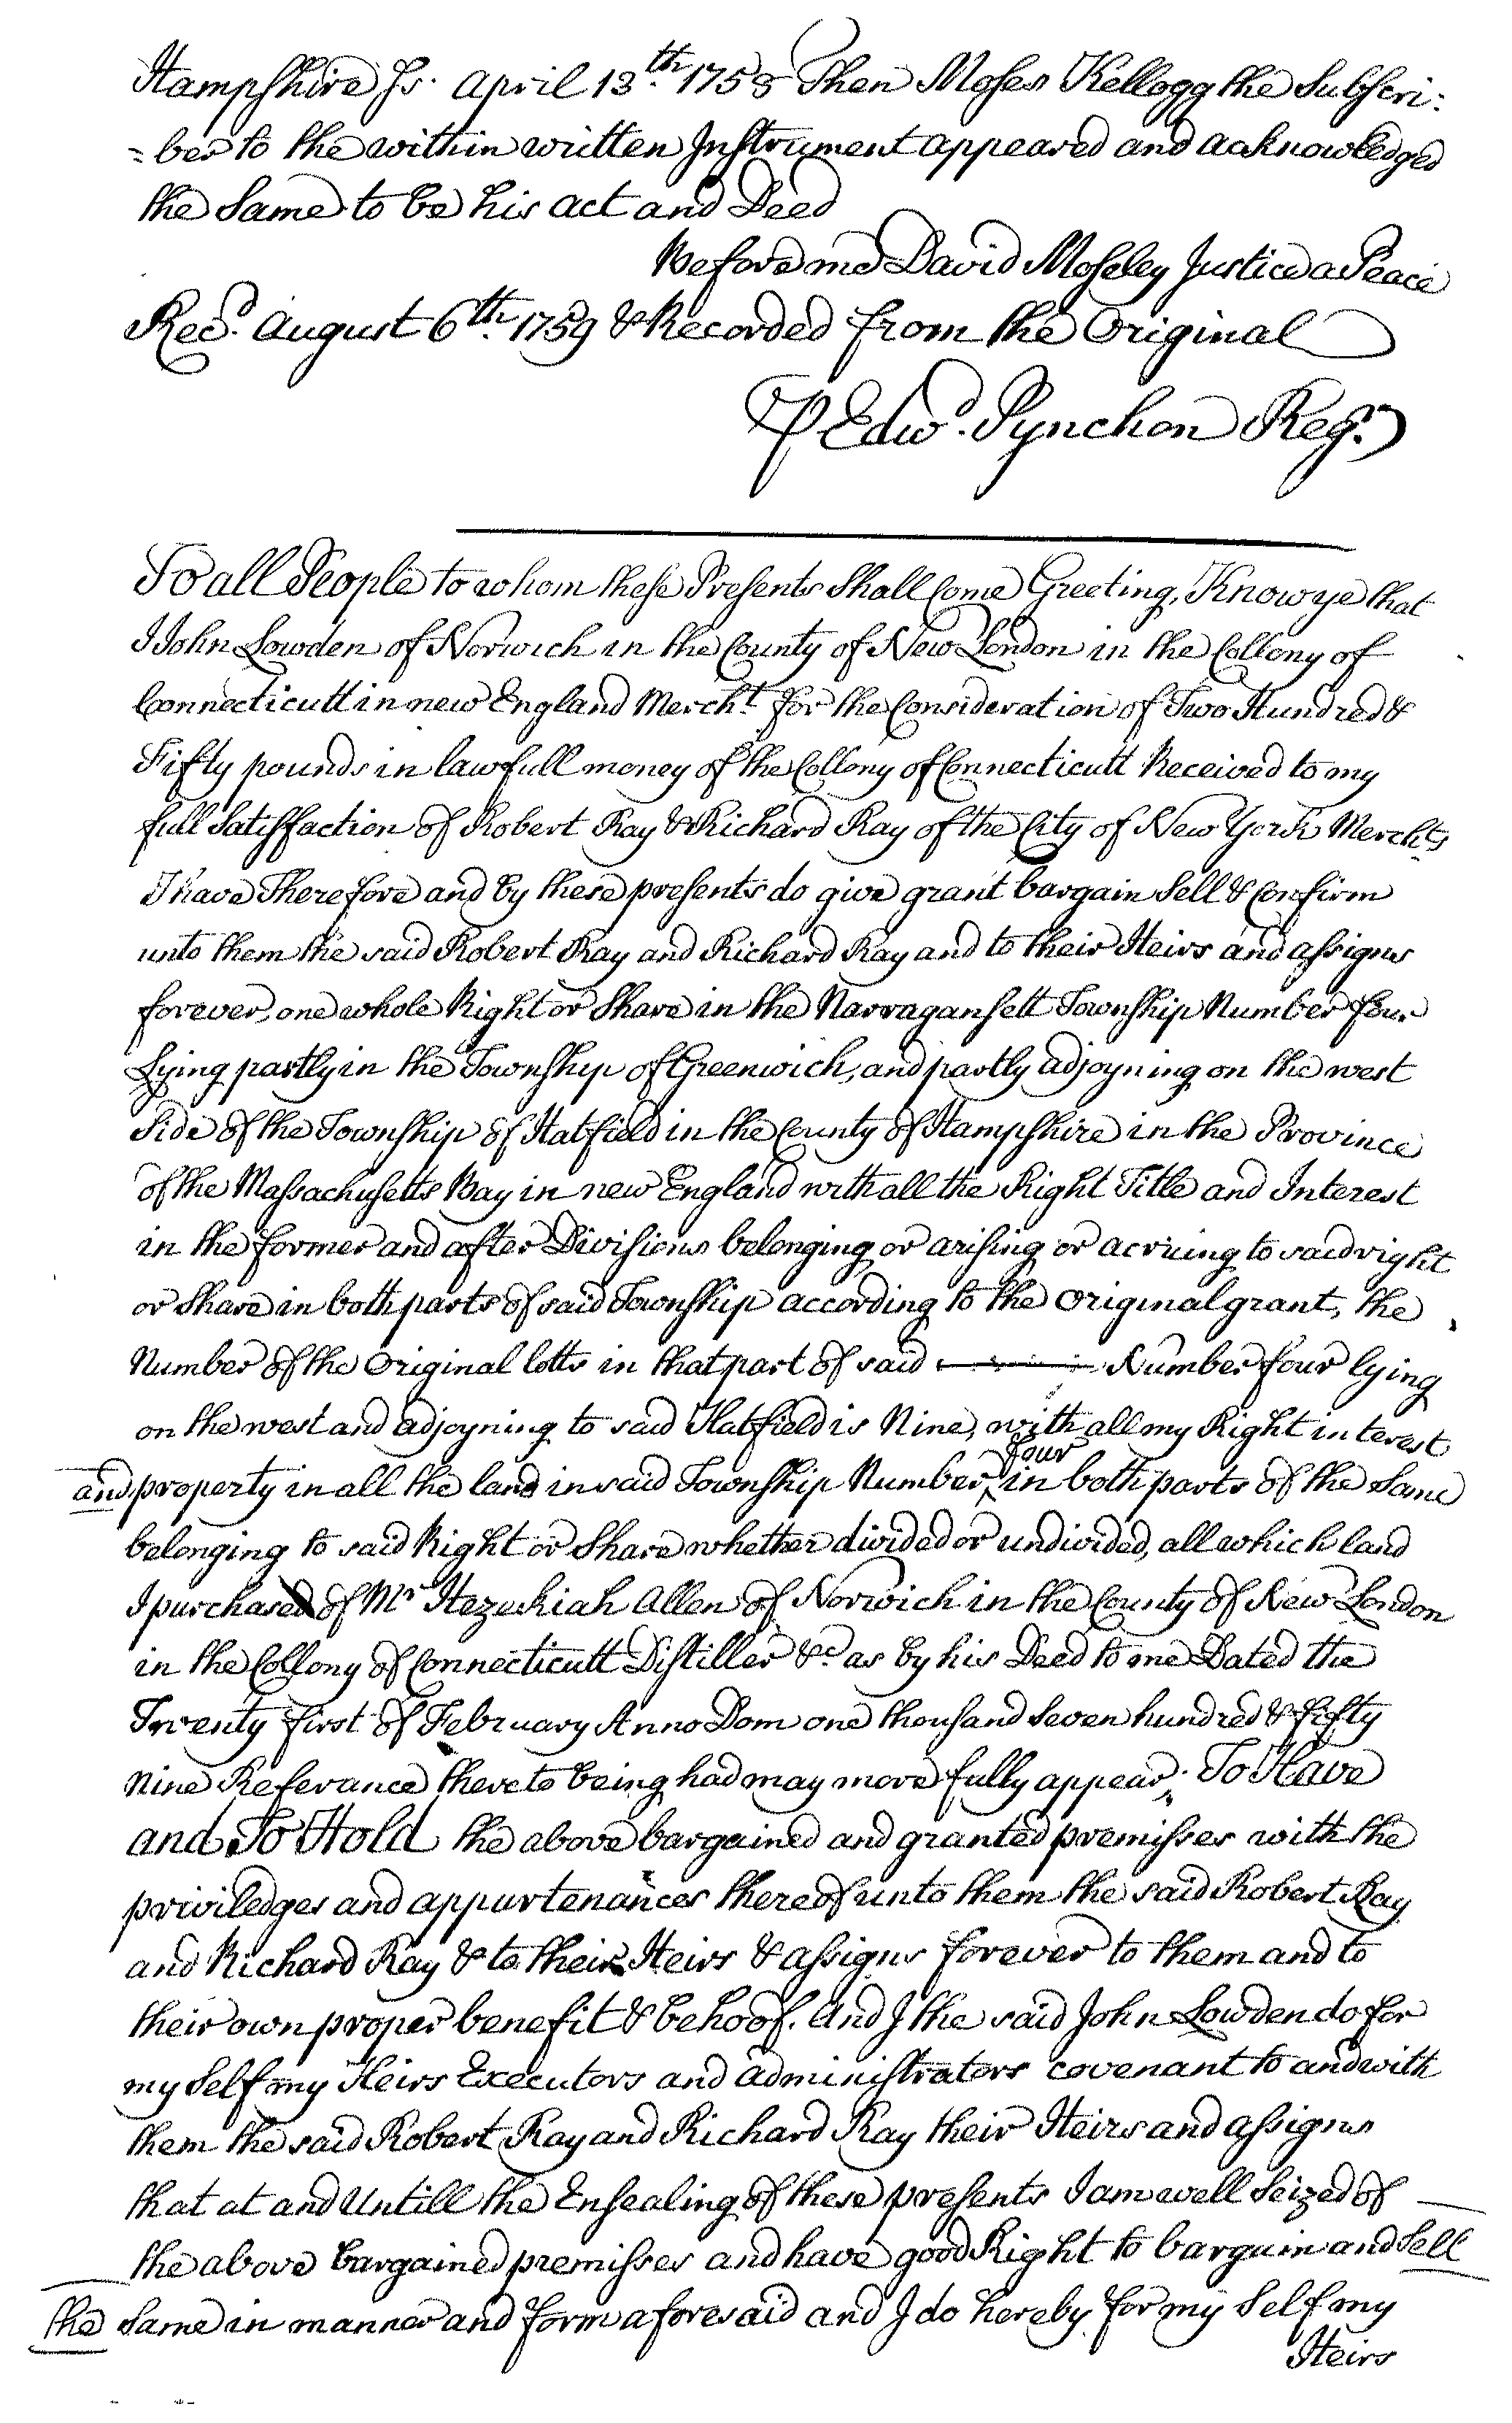 Hampshire Ss. April 13th. 1758 Then Moses Kellogg the Subscri:
=ber to the within written Instrument appeared and acknowledged
the Same to be his act and Deed
Before me David Moseley Justice a Peace
Recd. August 6th. 1759 & Recorded from the Original
P Edwd. Pynchon Regr.
To all People to whom these Presents Shall Come Greeting, Know ye that
I John Lowden of Norwich in the County of New London in the Collony of
Connecticutt in new England Mercht. for the Consideration of Two Hundred &
Fifty pounds in lawfull money of the Collony of Connecticutt Received to my
full Satisffaction of Robert Ray & Richard Ray of the City of New York Merchts
I have Therefore and by these presents do give grant bargain Sell & Confirm
unto them the said Robert Ray and Richard Ray and to their Heirs and assigns
forever, one whole Right or Share in the Narragansett Township Number four
Lying partly in the Township of Greenwich, and partly adjoyning on the west
Side of the Township of Hatfield in the County of Hampshire in the Province
of the Massachusetts Bay in new England with all the Right Title and Interest
in the former and after Divisions belonging or arising or acruing to said right
or Share in both parts of said Township according to the Original grant, the
Number of the Original lotts in that part of said Number four lying
on the west and adjoyning to said Hatfield is Nine, with all my Right interest
and property in all the land in said Township Number four in both parts of the Same
belonging to said Right or Share whether divided or undivided, all which land
I purchased of Mr Hezekiah Allen of Norwich in the County of New London
in the Collony of Connecticutt Distiller &c as by his Deed to me Dated the
Twenty first of February Anno Dom one thousand Seven hundred & fifty
Nine Referance thereto being had may more fully appear; To Have
and To Hold the above bargained and granted premisses with the
priviledges and appurtenances thereof unto them the said Robert Ray
and Richard Ray & to their Heirs & assigns forever to them and to
their own proper benefit & behoof. And I the said John Lowden do for
my Self my Heirs Executors and administrators covenant to and with
them the said Robert Ray and Richard Ray their Heirs and assigns
that at and Untill the Ensealing of these presents I am well Seized of
the above bargained premisses and have good Right to barguin and Sell
the Same in manner and form aforesaid and I do hereby for my Self my
Heirs